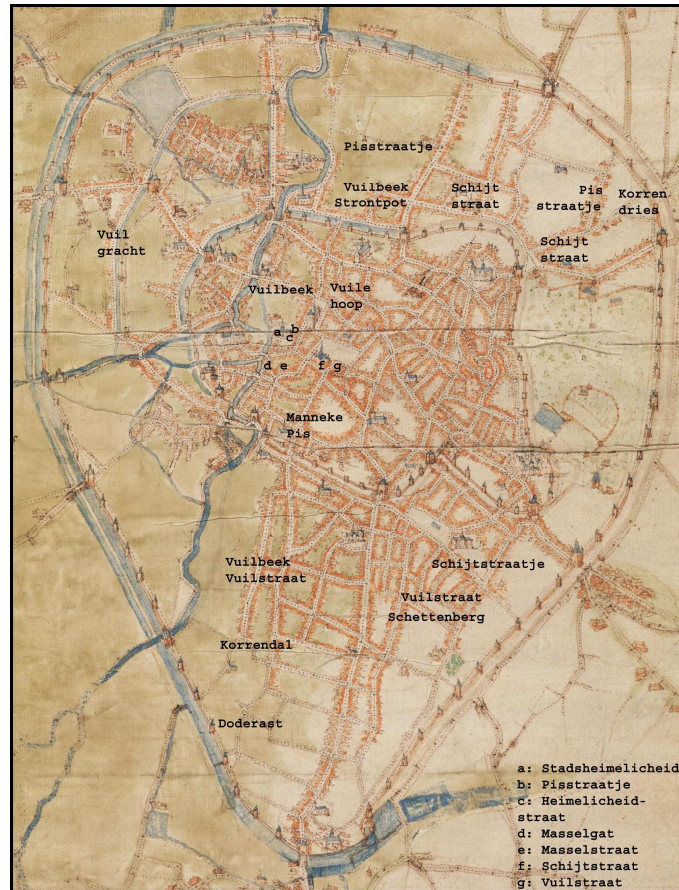 Pisstraatje
Vuilbeek
Strontpot
Schijt
straat
Pis
straatje
Korren
dries
Vuil
gracht
Schijt
straat
Vuilbeek
Vuile
hoop
a
b
c
d e
f g
Manneke
Pis
Vuilbeek
Vuilstraat
Schijtstraatje
Vuilstraat
Schettenberg
Korrendal
Doderast
a: Stadsheimelicheid
b: Pisstraatje
c: Heimelicheid-
straat
d: Masselgat
e: Masselstraat
f: Schijtstraat
g: Vuilstraat